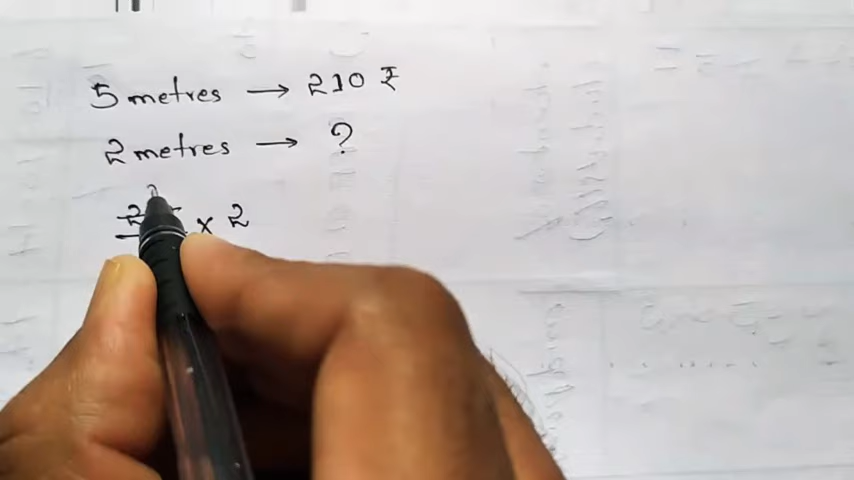 5 metres → 210 ₹
2 metres → ?
x 2